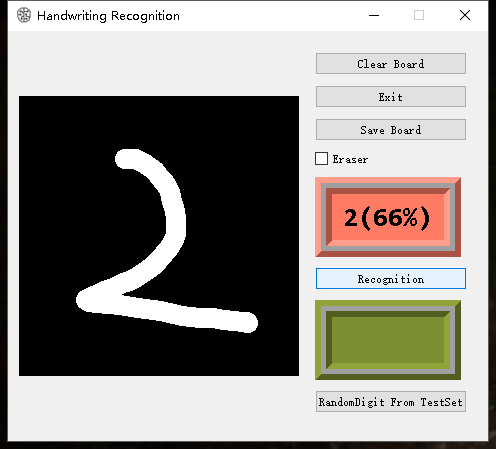 Handwriting Recognition
Clear Board
Exit
Save Board
Eraser
2
2(66%)
Recognition
RandomDigit From TestSet